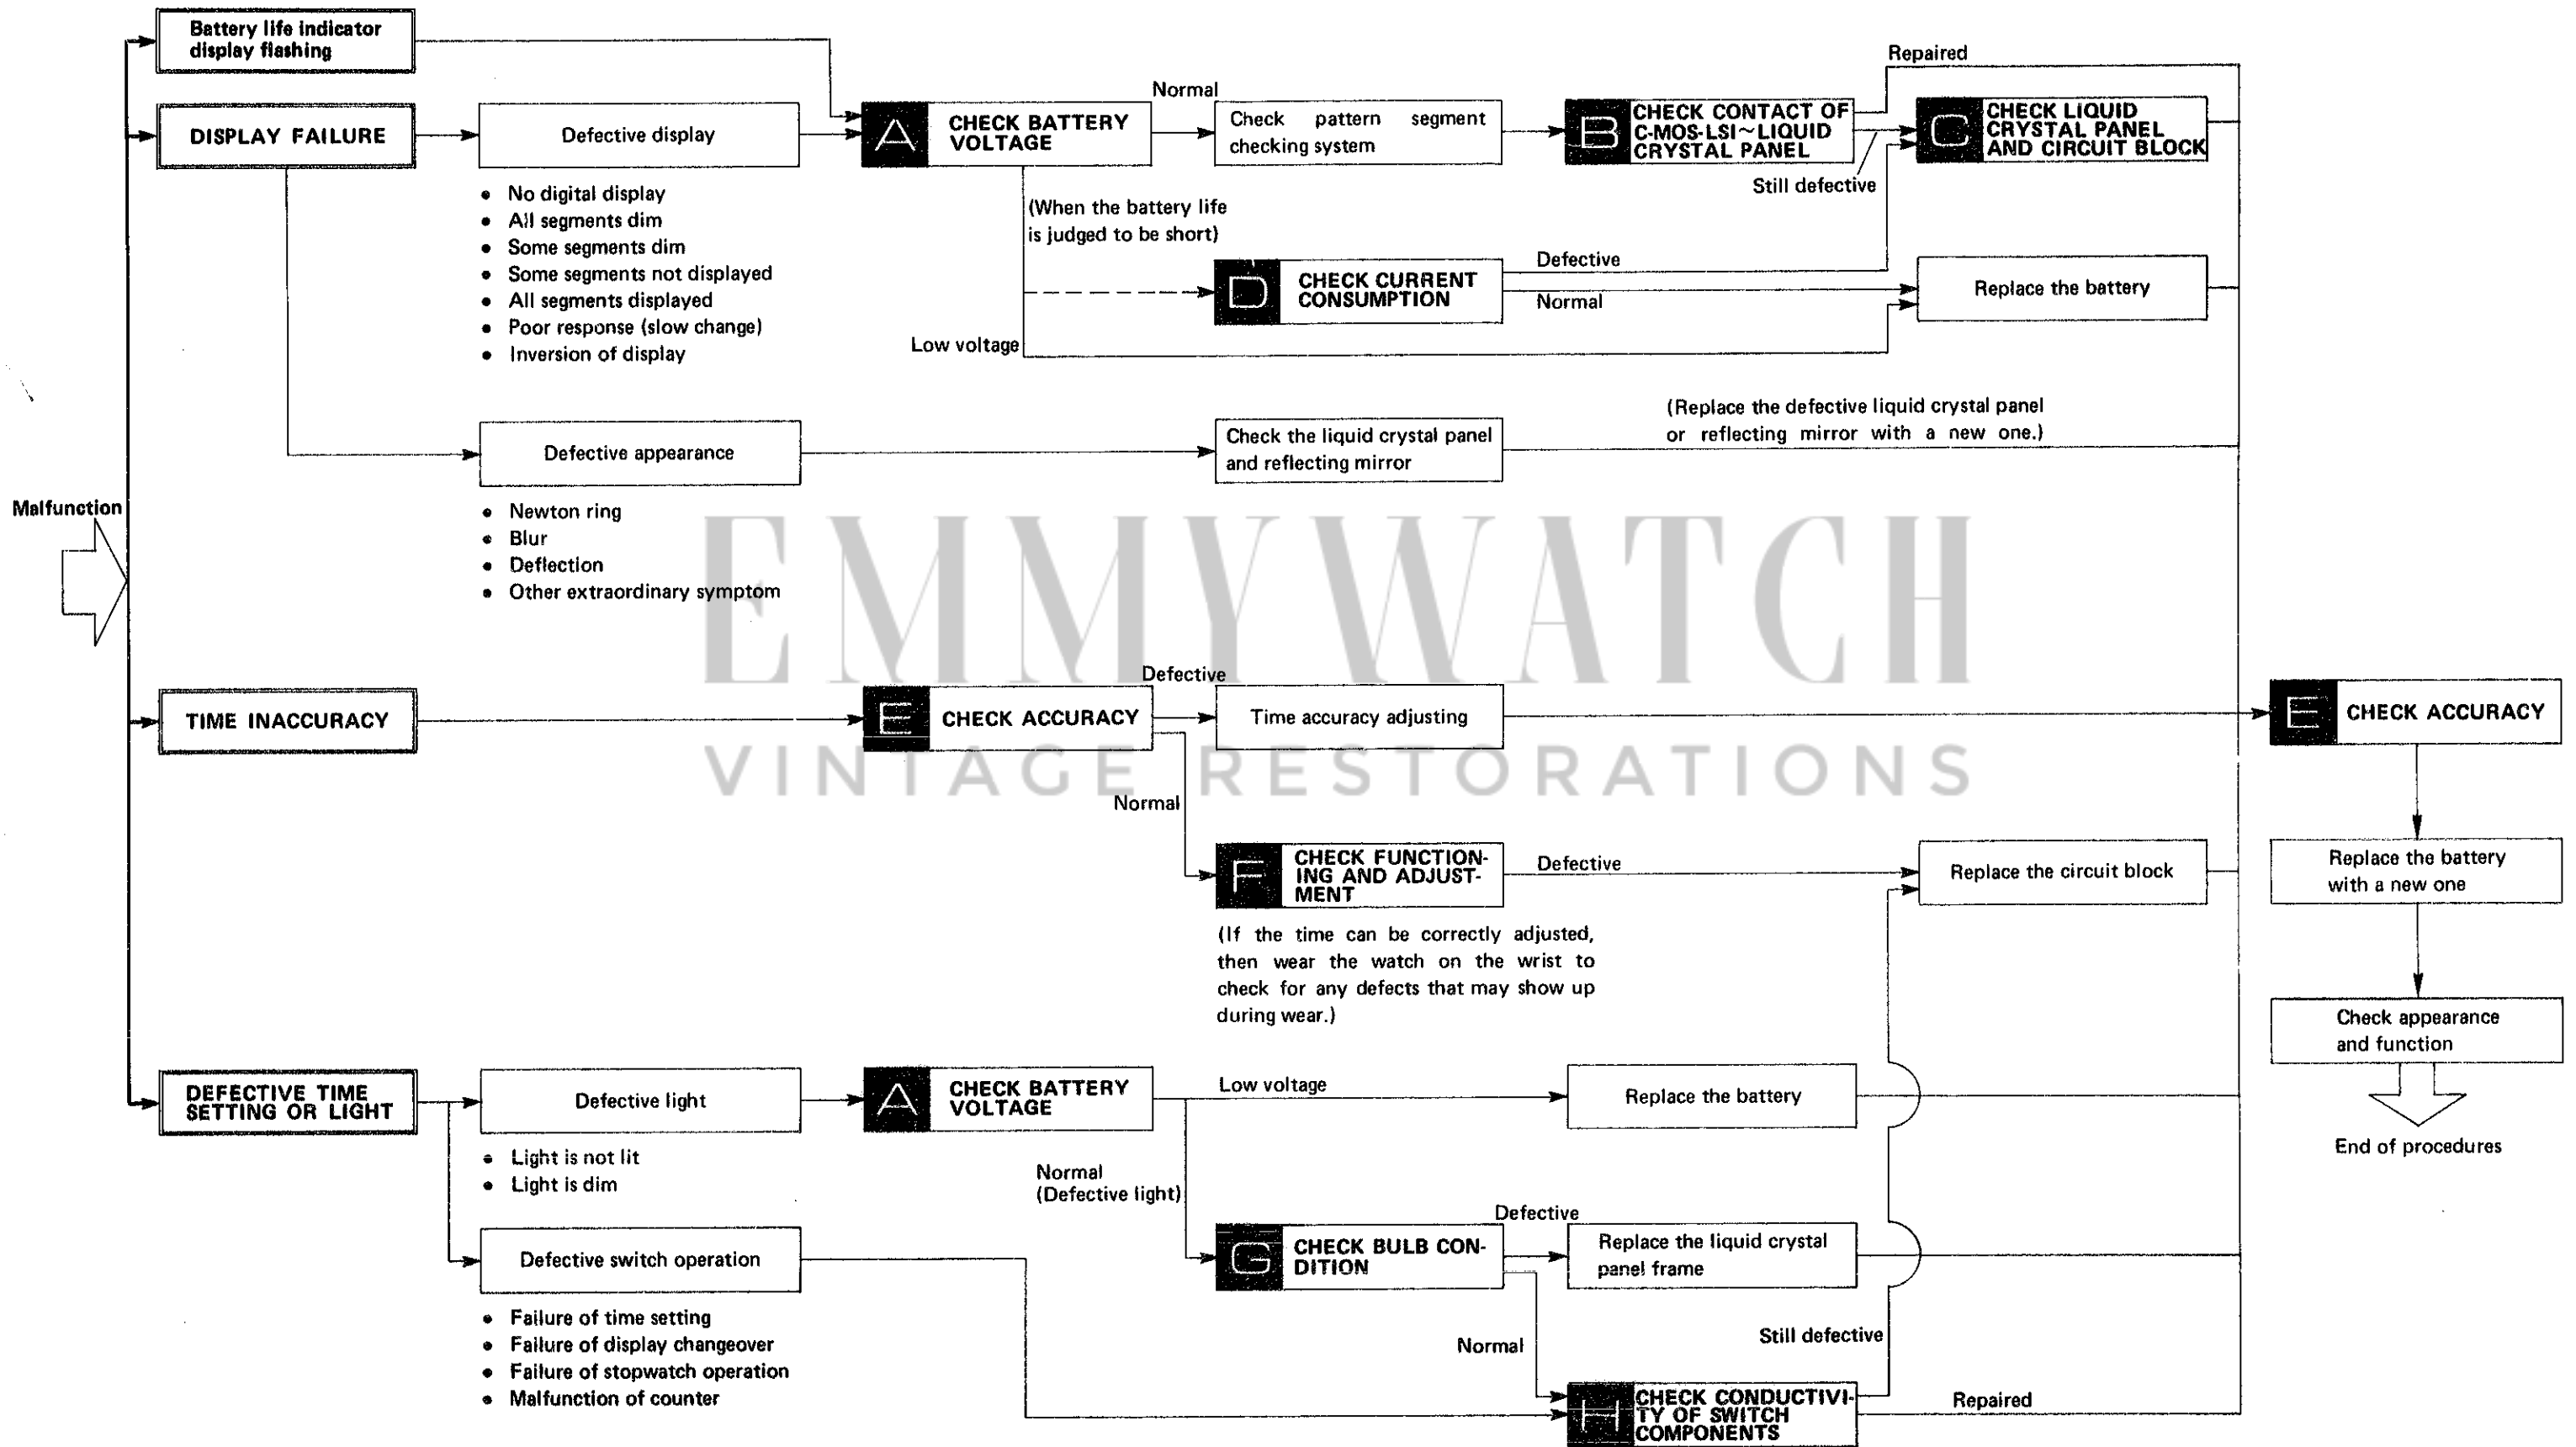 Battery life indicator
display flashing
DISPLAY FAILURE
Defective display
• No digital display
• All segments dim
• Some segments dim
• Some segments not displayed
• All segments displayed
• Poor response (slow change)
• Inversion of display
A
CHECK BATTERY
VOLTAGE
Normal
Check pattern segment
checking system
B
CHECK CONTACT OF
C-MOS-LSI~LIQUID
CRYSTAL PANEL
Repaired
Still defective
C
CHECK LIQUID
CRYSTAL PANEL
AND CIRCUIT BLOCK
(When the battery life
is judged to be short)
D
CHECK CURRENT
CONSUMPTION
Defective
Normal
Replace the battery
Low voltage
Defective appearance
• Newton ring
• Blur
• Deflection
• Other extraordinary symptom
Check the liquid crystal panel
and reflecting mirror
(Replace the defective liquid crystal panel
or reflecting mirror with a new one.)
Malfunction
EMMYWATCH
VINTAGE RESTORATIONS
TIME INACCURACY
E
CHECK ACCURACY
Defective
Time accuracy adjusting
Normal
F
CHECK FUNCTION-
ING AND ADJUST-
MENT
Defective
Replace the circuit block
(If the time can be correctly adjusted,
then wear the watch on the wrist to
check for any defects that may show up
during wear.)
E
CHECK ACCURACY
Replace the battery
with a new one
Check appearance
and function
End of procedures
DEFECTIVE TIME
SETTING OR LIGHT
Defective light
• Light is not lit
• Light is dim
A
CHECK BATTERY
VOLTAGE
Low voltage
Replace the battery
Normal
(Defective light)
G
CHECK BULB CON-
DITION
Defective
Replace the liquid crystal
panel frame
Normal
Defective switch operation
• Failure of time setting
• Failure of display changeover
• Failure of stopwatch operation
• Malfunction of counter
Still defective
H
CHECK CONDUCTIVI-
TY OF SWITCH
COMPONENTS
Repaired